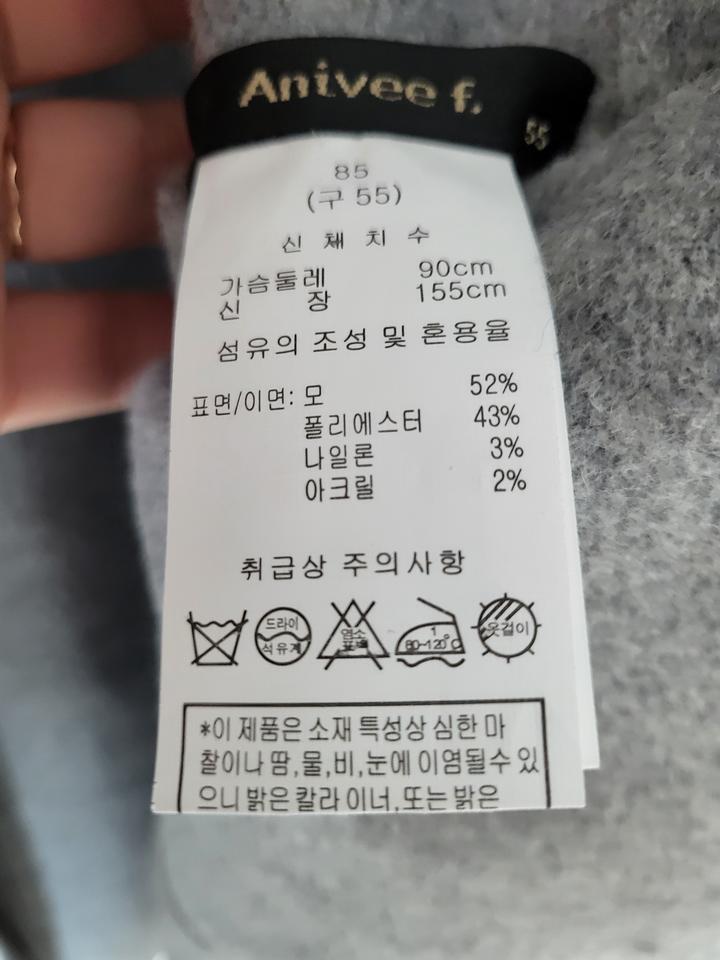 Anivee f.
55
85
(구 55)
신 체 치 수
가슴둘레 90cm
신 장 155cm
섬유의 조성 및 혼용율
표면/이면: 모 52%
폴리에스터 43%
나일론 3%
아크릴 2%
취급상 주의사항
드라이
석유계
염소
표백
1
80~120℃
옷걸이
*이 제품은 소재 특성상 심한 마
찰이나 땀,물,비,눈에 이염될수 있
으니 밝은 칼라 이너,또는 밝은